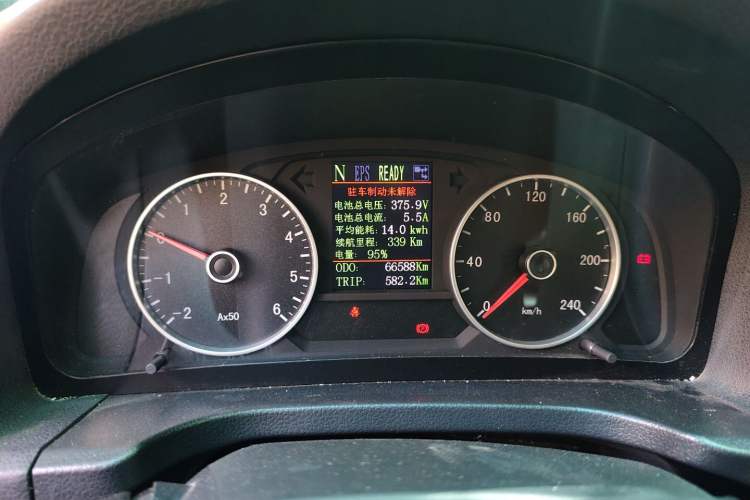 N EPS READY
驻车制动未解除
电池总电压: 375.9V
电池总电流: 5.5A
平均能耗: 14.0 kwh
续航里程: 339 Km
电量: 95%
ODO: 66588Km
TRIP: 582.2Km
-2 -1 0 1 2 3 4 5 6
Ax50
0 40 80 120 160 200 240
km/h